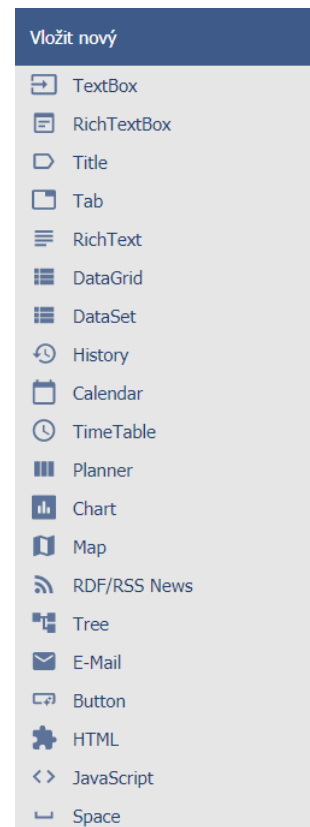 Vložit nový
TextBox
RichTextBox
Title
Tab
RichText
DataGrid
DataSet
History
Calendar
TimeTable
Planner
Chart
Map
RDF/RSS News
Tree
E-Mail
Button
HTML
JavaScript
Space